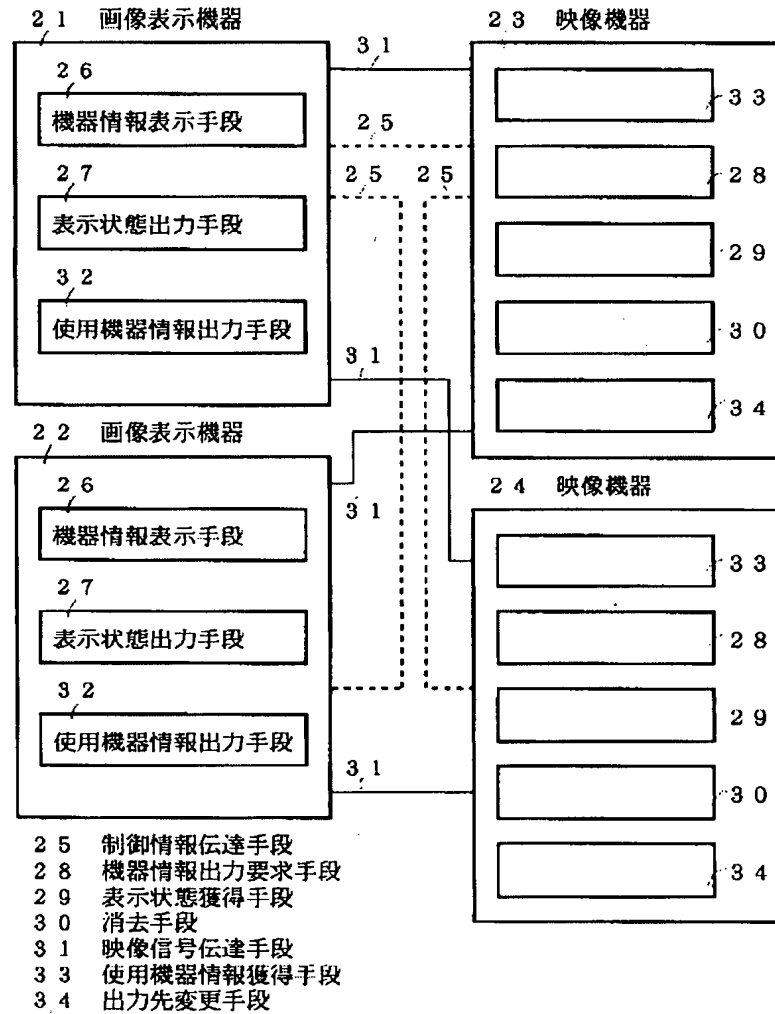 21 画像表示機器
26
機器情報表示手段
27
表示状態出力手段
32
使用機器情報出力手段
31
25
25 25
31
23 映像機器
33
28
29
30
34
22 画像表示機器
26
機器情報表示手段
27
表示状態出力手段
32
使用機器情報出力手段
31
31
24 映像機器
33
28
29
30
34
25 制御情報伝達手段
28 機器情報出力要求手段
29 表示状態獲得手段
30 消去手段
31 映像信号伝達手段
33 使用機器情報獲得手段
34 出力先変更手段